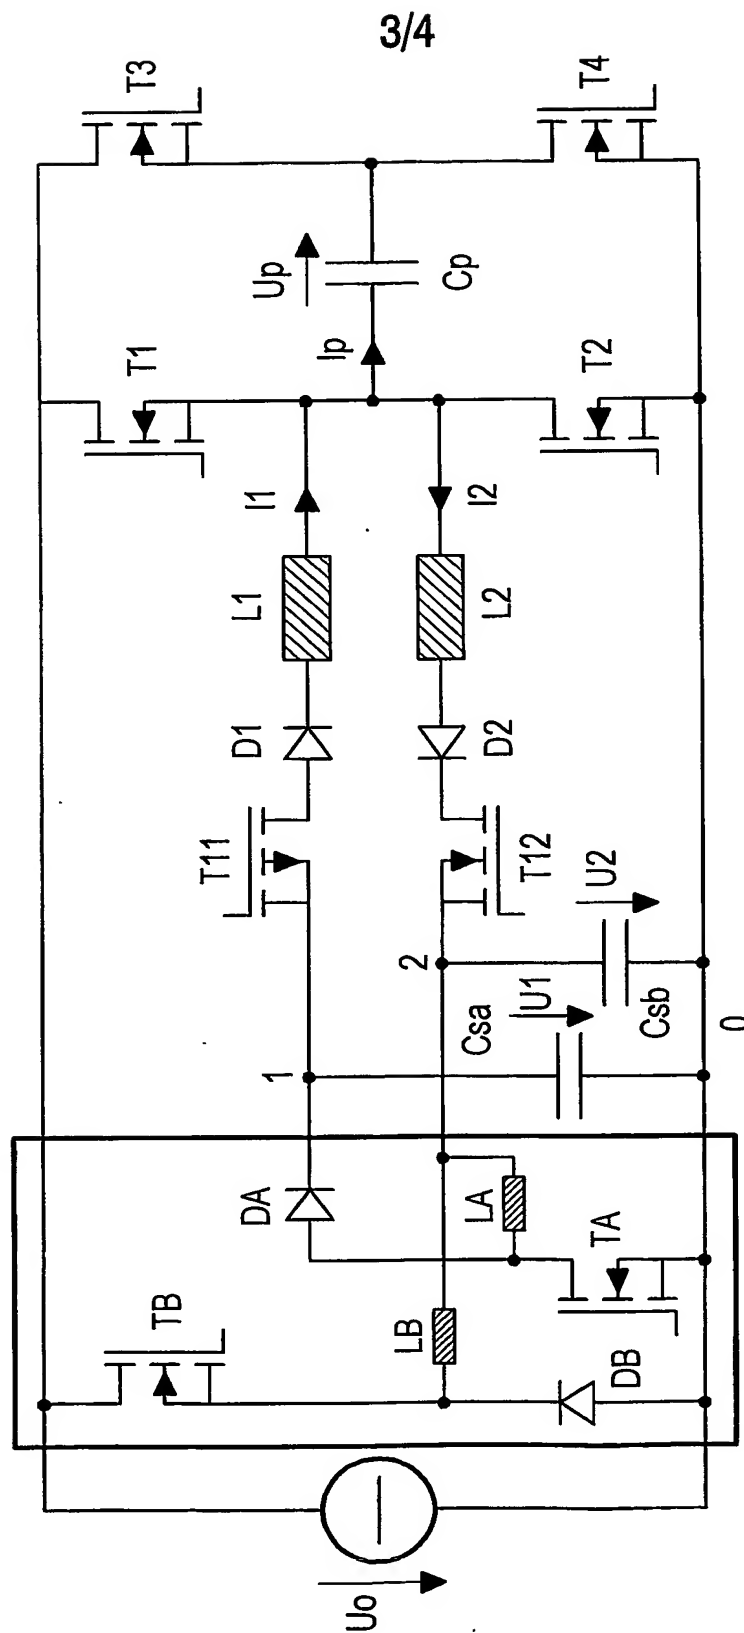 3/4
T3
T4
Up
Cp
Ip
T1
T2
I1
I2
L1
L2
D1
D2
T11
T12
U2
2
Csa
U1
Csb
1
0
DA
LA
TA
TB
LB
DB
Uo